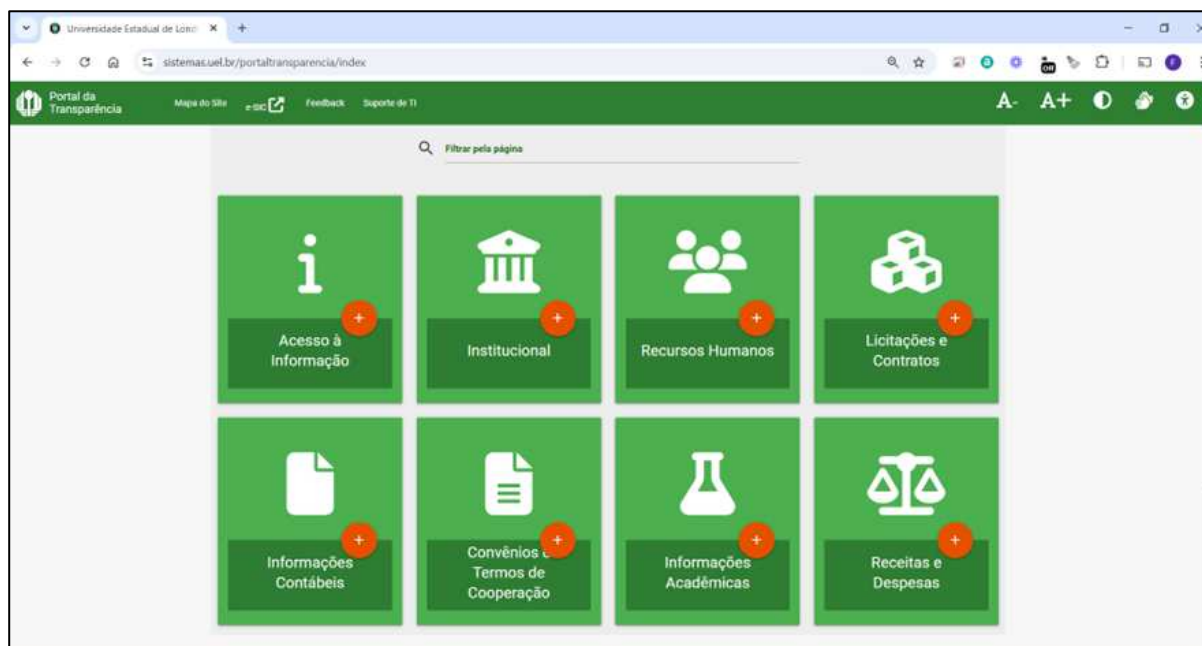 Universidade Estadual de Lond
sistemas.uel.br/portaltransparencia/index
OFF
F
Portal da
Transparência
Mapa do Site
e-SIC
Feedback
Suporte de TI
A-
A+
Filtrar pela página
Acesso à
Informação
Institucional
Recursos Humanos
Licitações e
Contratos
Informações
Contábeis
Convênios e
Termos de
Cooperação
Informações
Acadêmicas
Receitas e
Despesas